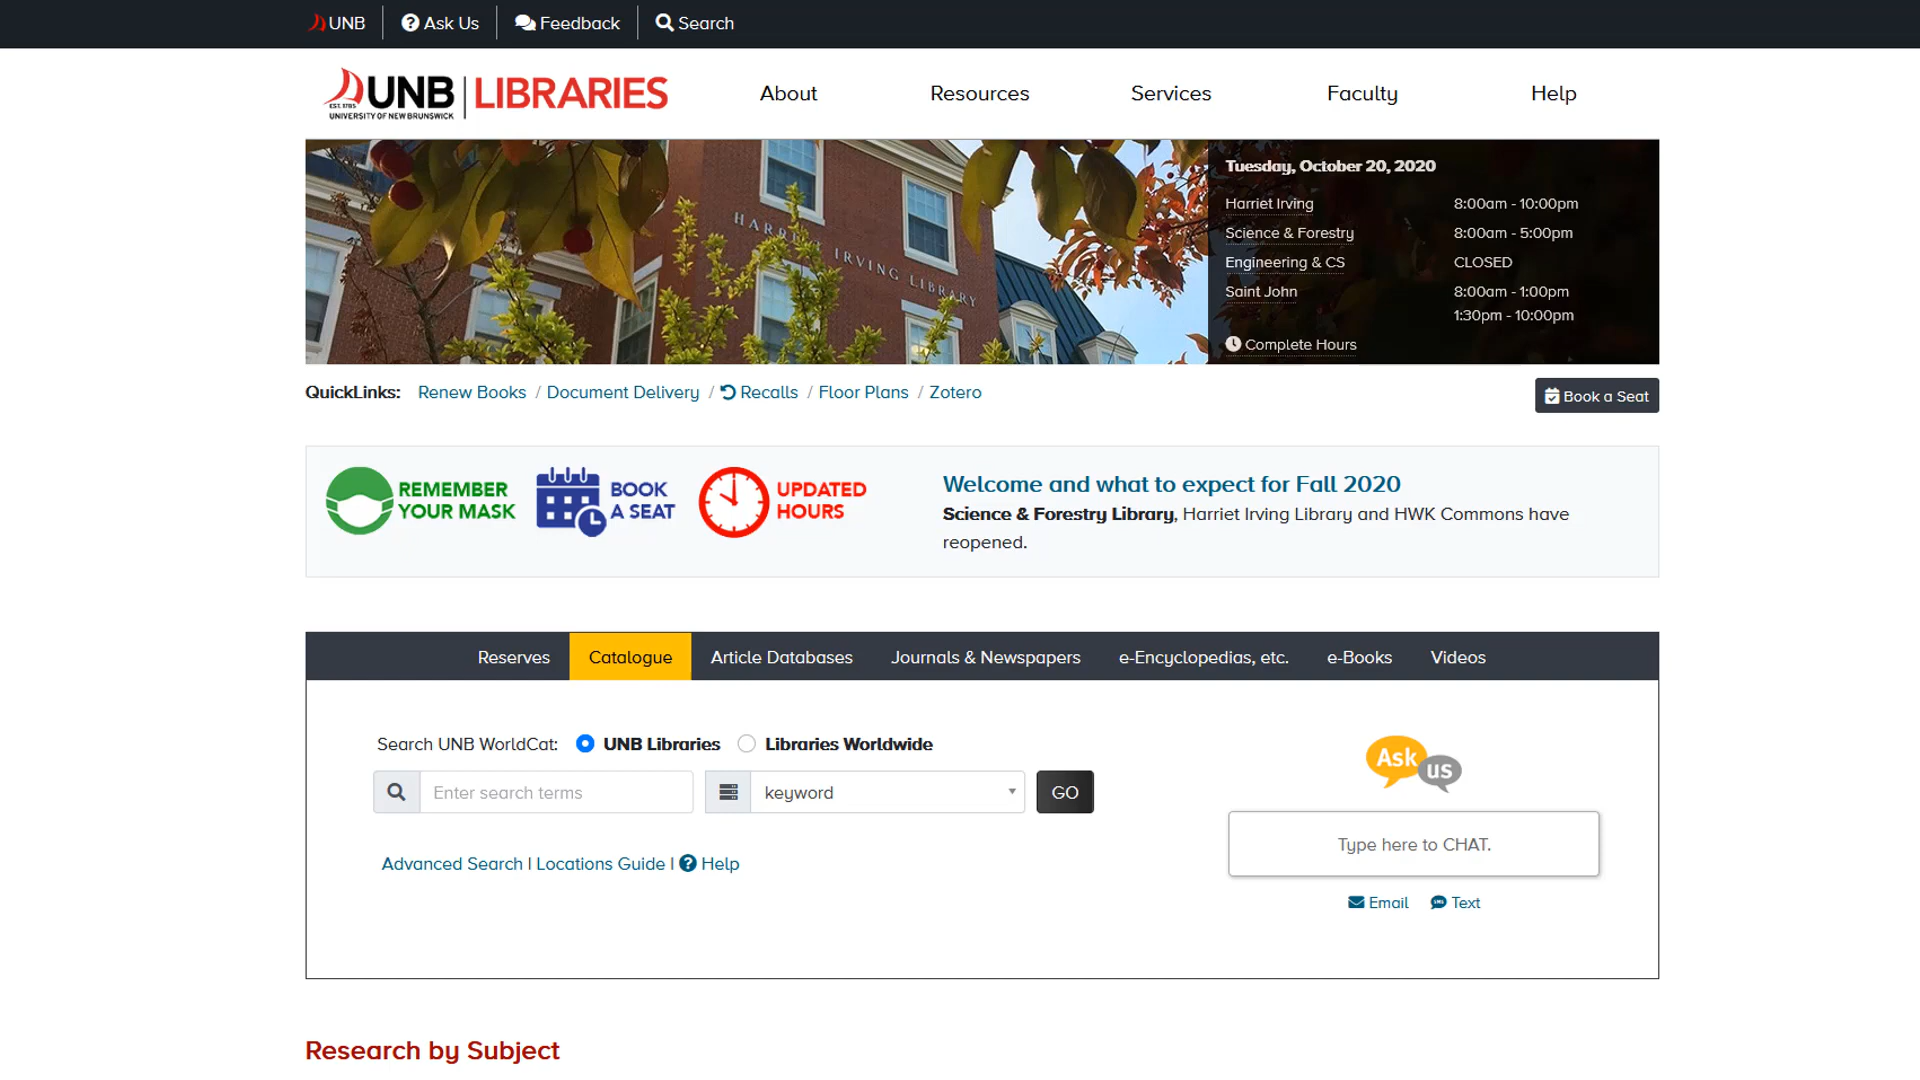 UNB Ask Us Feedback Search
EST. 1785 UNB LIBRARIES
UNIVERSITY OF NEW BRUNSWICK
About Resources Services Faculty Help
HARRIET IRVING LIBRARY
Tuesday, October 20, 2020
Harriet Irving 8:00am - 10:00pm
Science & Forestry 8:00am - 5:00pm
Engineering & CS CLOSED
Saint John 8:00am - 1:00pm
1:30pm - 10:00pm
Complete Hours
QuickLinks: Renew Books / Document Delivery / Recalls / Floor Plans / Zotero
Book a Seat
REMEMBER
YOUR MASK
BOOK
A SEAT
UPDATED
HOURS
Welcome and what to expect for Fall 2020
Science & Forestry Library, Harriet Irving Library and HWK Commons have
reopened.
Reserves Catalogue Article Databases Journals & Newspapers e-Encyclopedias, etc. e-Books Videos
Search UNB WorldCat: UNB Libraries Libraries Worldwide
Enter search terms keyword GO
Advanced Search | Locations Guide | Help
Ask us
Type here to CHAT.
Email Text
Research by Subject